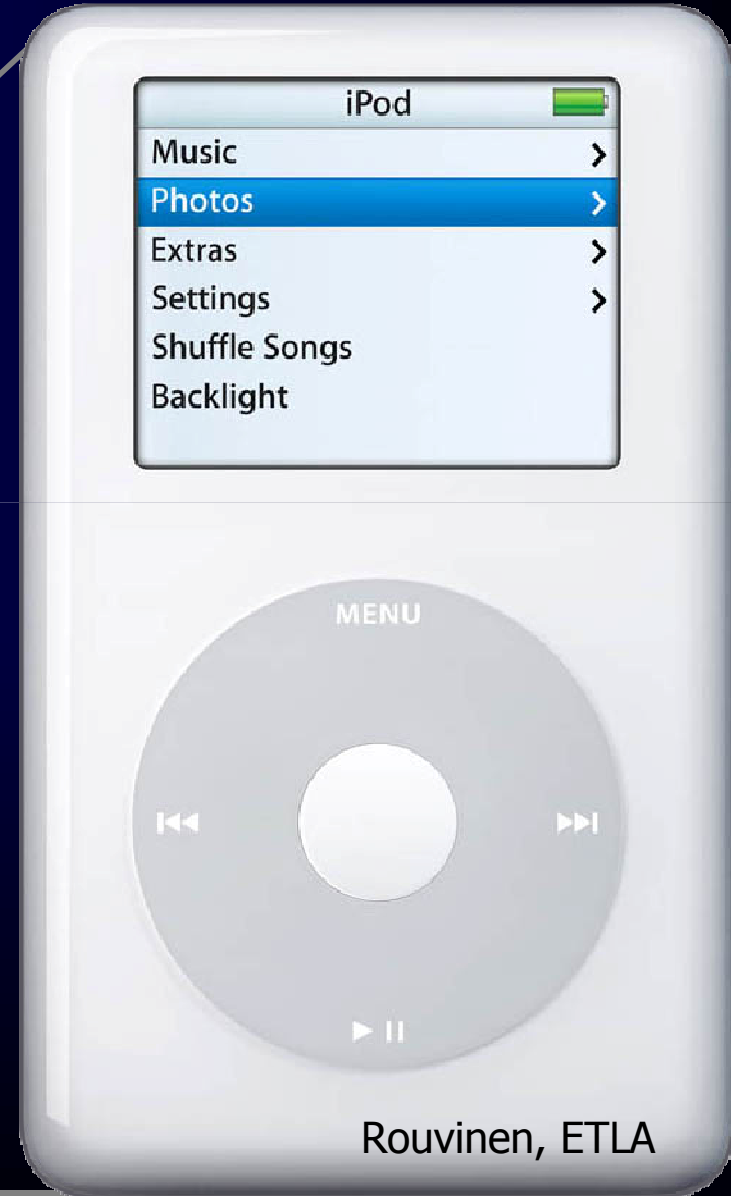 iPod
Music
Photos
Extras
Settings
Shuffle Songs
Backlight
MENU
Rouvinen, ETLA